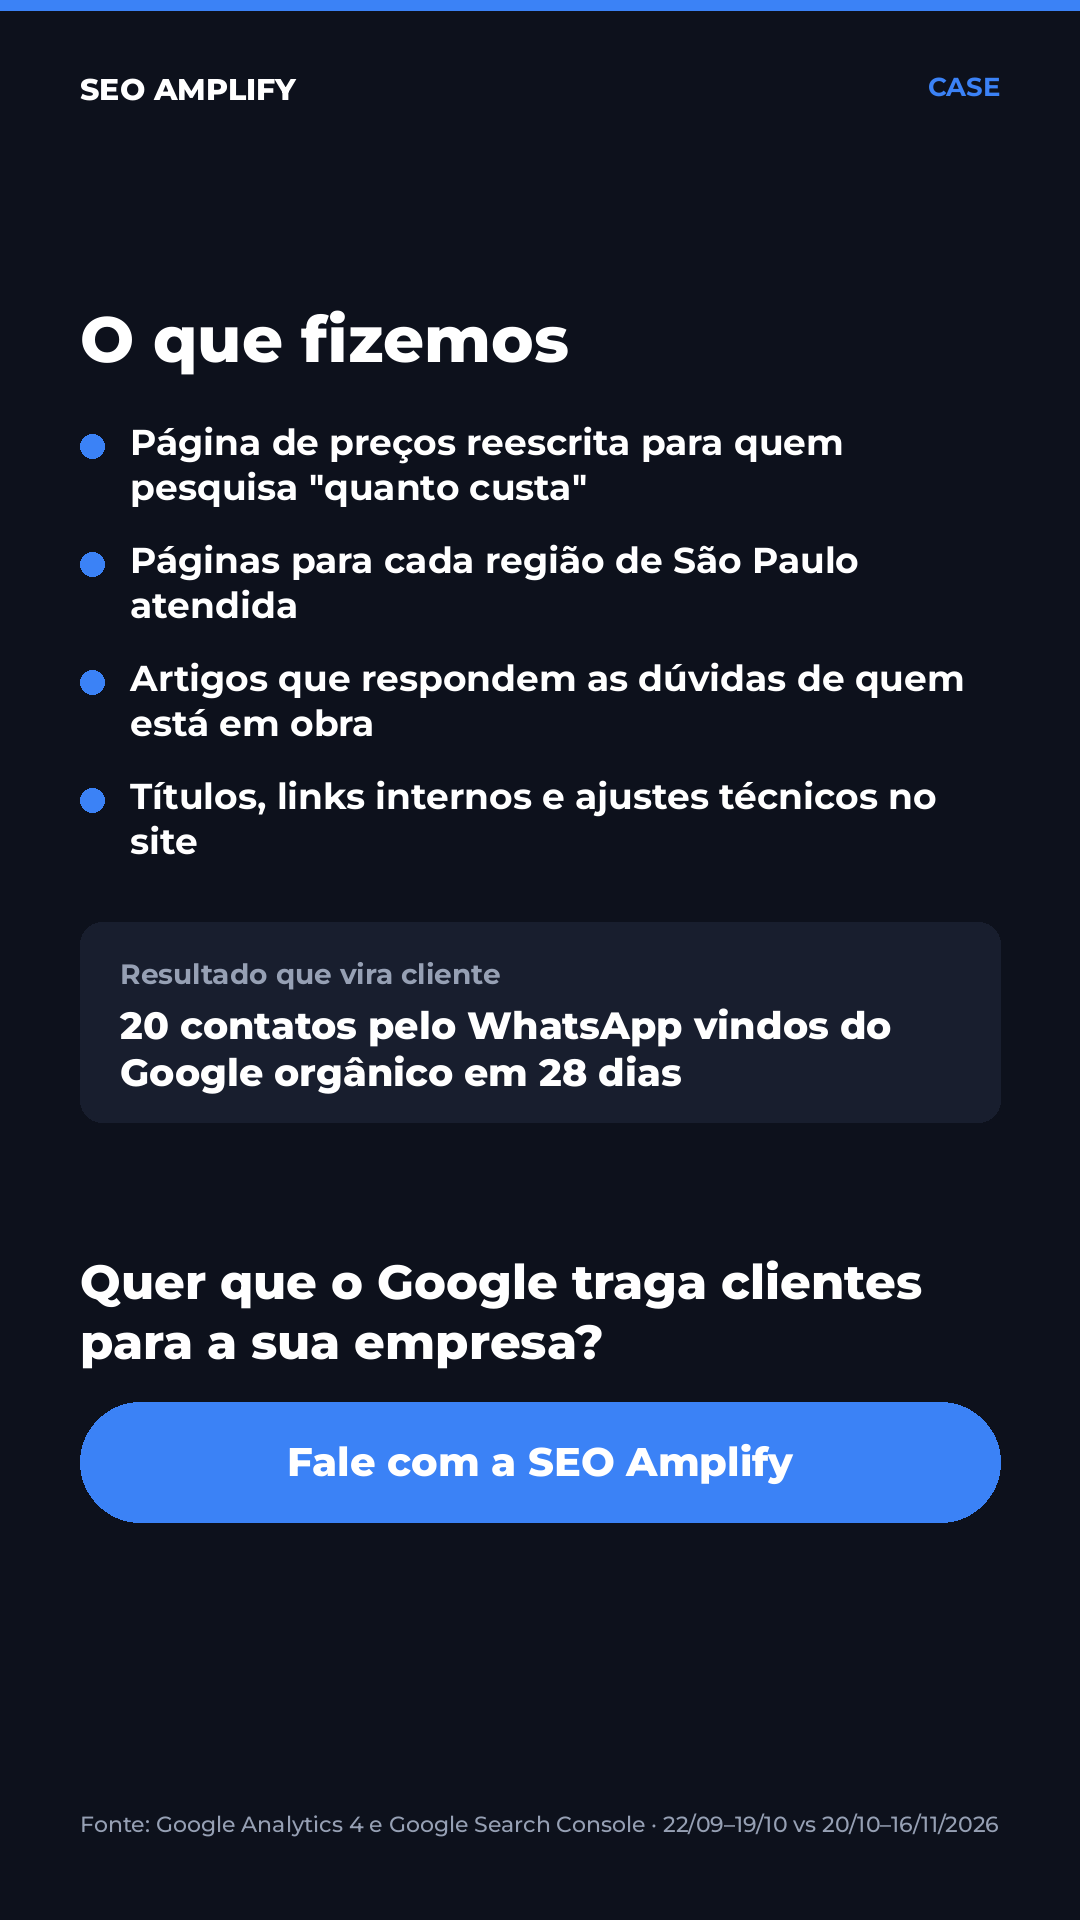 SEO AMPLIFY
CASE
O que fizemos
Página de preços reescrita para quem
pesquisa "quanto custa"
Páginas para cada região de São Paulo
atendida
Artigos que respondem as dúvidas de quem
está em obra
Títulos, links internos e ajustes técnicos no
site
Resultado que vira cliente
20 contatos pelo WhatsApp vindos do
Google orgânico em 28 dias
Quer que o Google traga clientes
para a sua empresa?
Fale com a SEO Amplify
Fonte: Google Analytics 4 e Google Search Console · 22/09–19/10 vs 20/10–16/11/2026